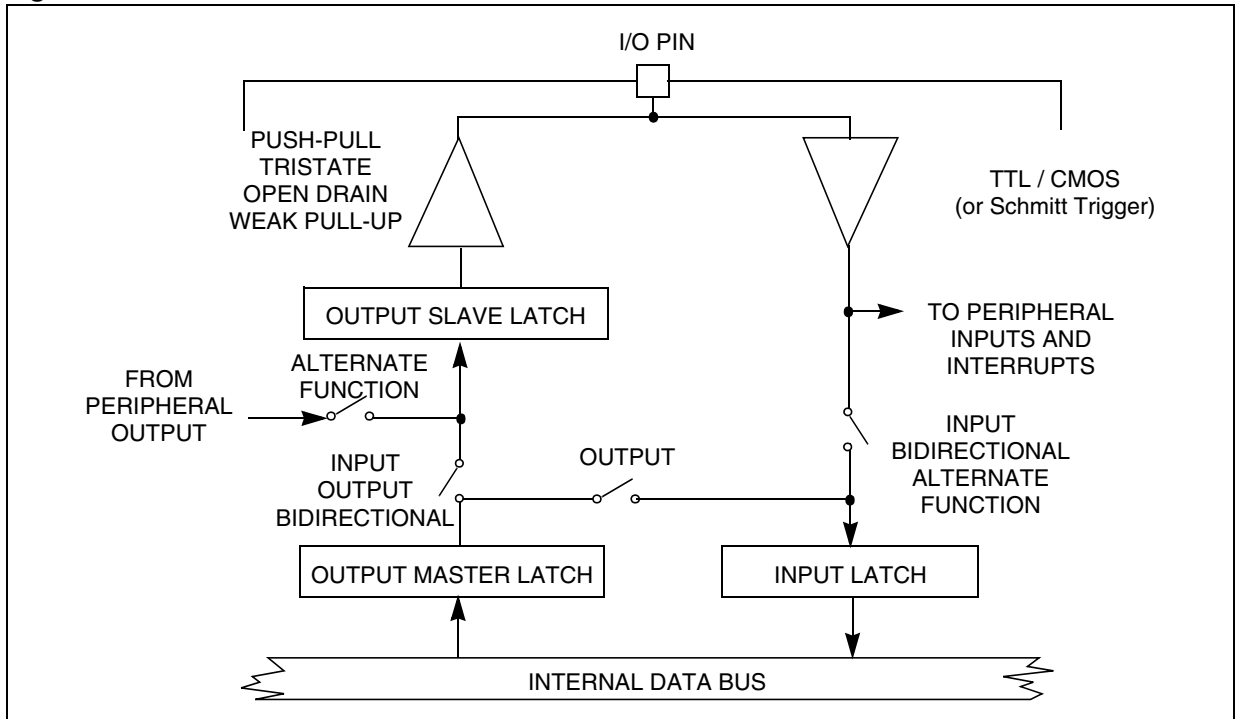 I/O PIN
PUSH-PULL
TRISTATE
OPEN DRAIN
WEAK PULL-UP
TTL / CMOS
(or Schmitt Trigger)
OUTPUT SLAVE LATCH
TO PERIPHERAL
INPUTS AND
INTERRUPTS
ALTERNATE
FUNCTION
FROM
PERIPHERAL
OUTPUT
INPUT
OUTPUT
BIDIRECTIONAL
OUTPUT
INPUT
BIDIRECTIONAL
ALTERNATE
FUNCTION
OUTPUT MASTER LATCH
INPUT LATCH
INTERNAL DATA BUS